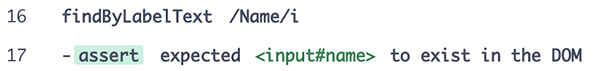 16 findByLabelText /Name/i
17 -assert expected <input#name> to exist in the DOM